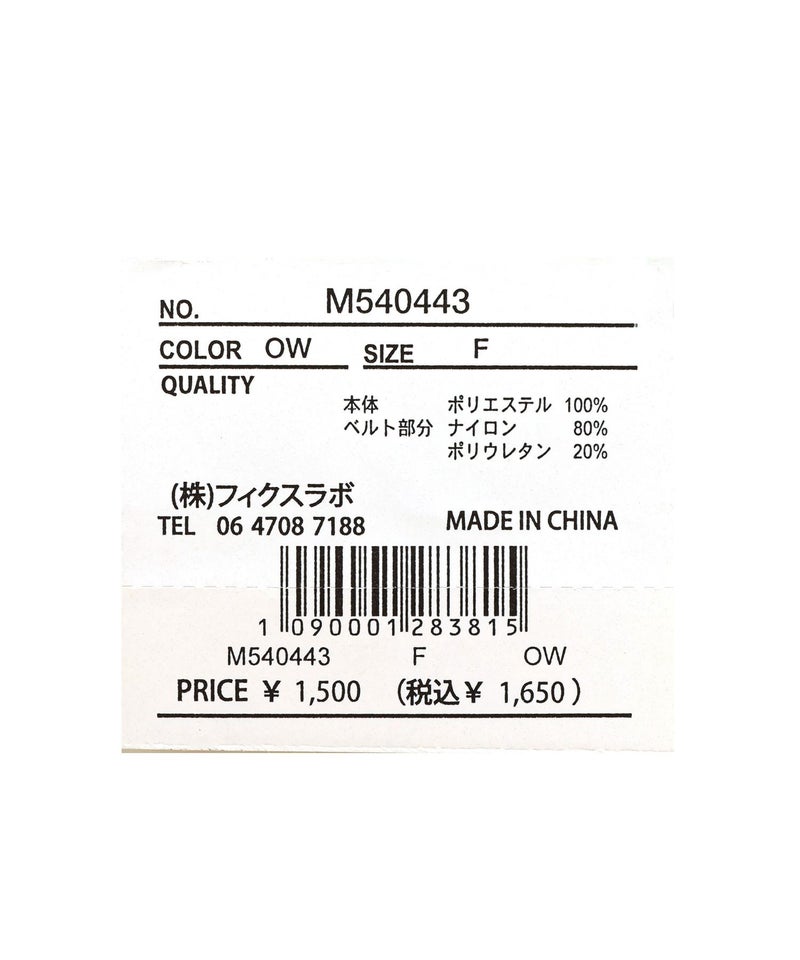 NO. M540443
COLOR OW SIZE F
QUALITY
本体 ポリエステル 100%
ベルト部分 ナイロン 80%
ポリウレタン 20%
(株)フィクスラボ
TEL 06 4708 7188 MADE IN CHINA
1 090001 283815
M540443 F OW
PRICE ¥ 1,500 (税込¥ 1,650)